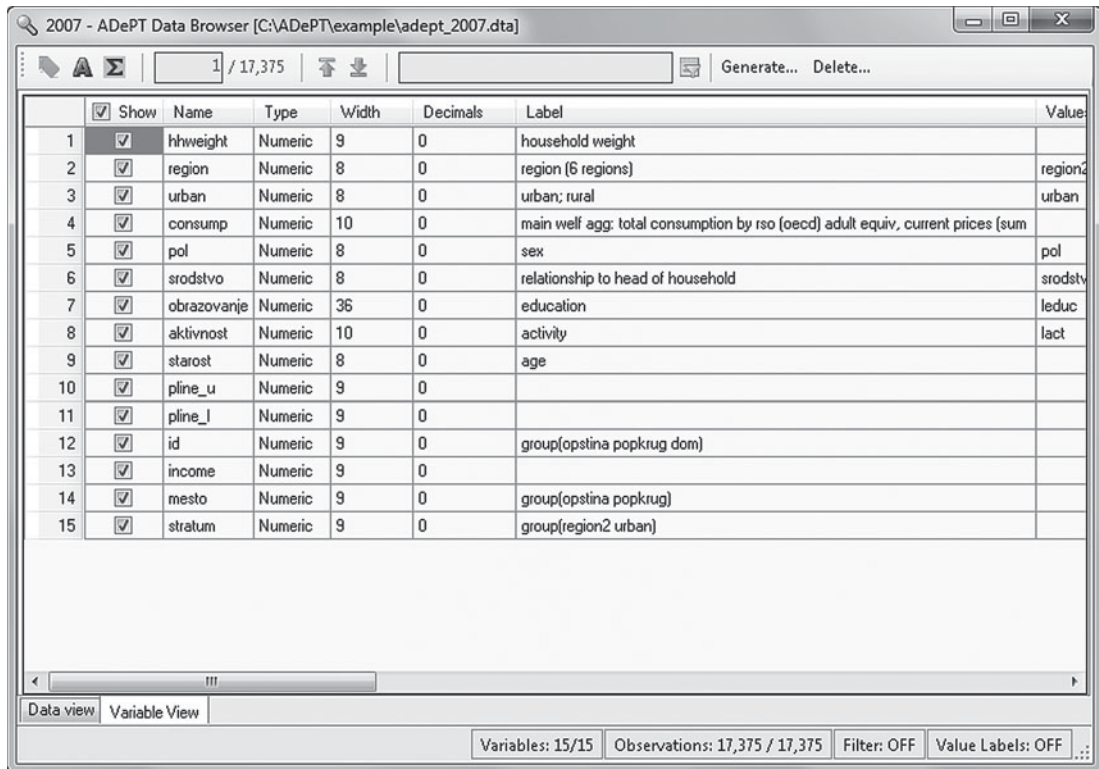 2007 - ADePT Data Browser [C:\ADePT\example\adept_2007.dta]
A Σ 1 / 17,375 Generate... Delete...
Show Name Type Width Decimals Label Values
1 hhweight Numeric 9 0 household weight
2 region Numeric 8 0 region (6 regions) region2
3 urban Numeric 8 0 urban; rural urban
4 consump Numeric 10 0 main welf agg: total consumption by rso (oecd) adult equiv, current prices (sum
5 pol Numeric 8 0 sex pol
6 srodstvo Numeric 8 0 relationship to head of household srodstv
7 obrazovanje Numeric 36 0 education leduc
8 aktivnost Numeric 10 0 activity lact
9 starost Numeric 8 0 age
10 pline_u Numeric 9 0
11 pline_l Numeric 9 0
12 id Numeric 9 0 group(opstina popkrug dom)
13 income Numeric 9 0
14 mesto Numeric 9 0 group(opstina popkrug)
15 stratum Numeric 9 0 group(region2 urban)
Data view Variable View
Variables: 15/15 Observations: 17,375 / 17,375 Filter: OFF Value Labels: OFF